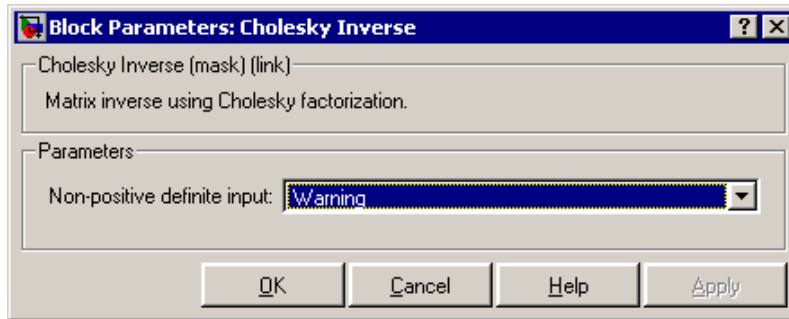 Block Parameters: Cholesky Inverse
Cholesky Inverse (mask) (link)
Matrix inverse using Cholesky factorization.
Parameters
Non-positive definite input: Warning
OK Cancel Help Apply